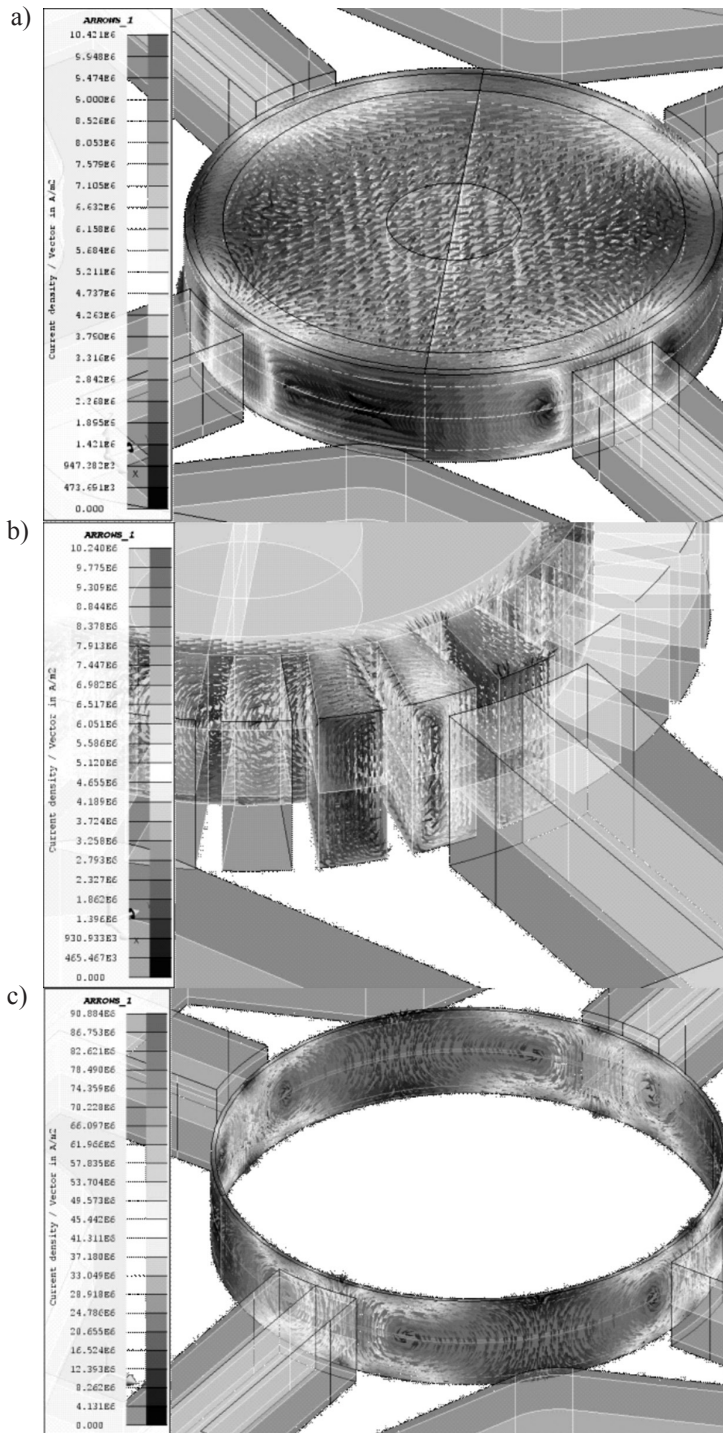 a)
ARROWS_1
10.421E6
9.948E6
9.474E6
9.000E6
8.526E6
8.053E6
7.579E6
7.105E6
6.632E6
6.158E6
5.684E6
5.211E6
4.737E6
4.263E6
3.790E6
3.316E6
2.842E6
2.368E6
1.895E6
1.421E6
947.382E3
473.691E3
0.000
Current density / Vector in A/m2
X
b)
ARROWS_1
10.240E6
9.775E6
9.309E6
8.844E6
8.378E6
7.913E6
7.447E6
6.982E6
6.517E6
6.051E6
5.586E6
5.120E6
4.655E6
4.189E6
3.724E6
3.258E6
2.793E6
2.327E6
1.862E6
1.396E6
930.933E3
465.467E3
0.000
Current density / Vector in A/m2
X
c)
ARROWS_1
90.884E6
86.753E6
82.621E6
78.490E6
74.359E6
70.228E6
66.097E6
61.966E6
57.835E6
53.704E6
49.573E6
45.442E6
41.311E6
37.180E6
33.049E6
28.918E6
24.786E6
20.655E6
16.524E6
12.393E6
8.262E6
4.131E6
0.000
Current density / Vector in A/m2